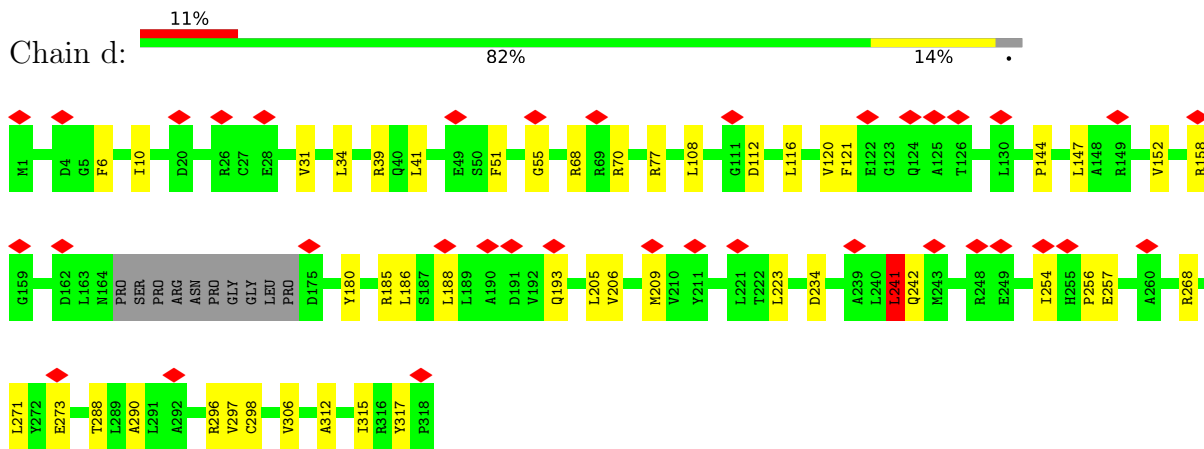 11%
Chain d:
82% 14% •
M1 D4 G5 F6 I10 D20 R26 C27 E28 V31 L34 R39 Q40 L41 E49 S50 F51 G55 R68 R69 R70 R77 L108 G111 D112 L116 V120 F121 E122 G123 Q124 A125 T126 L130 P144 L147 A148 R149 V152 R158
G159 D162 L163 N164 PRO SER PRO ARG ASN PRO GLY GLY LEU PRO D175 Y180 R185 L186 S187 L188 L189 A190 D191 V192 Q193 L205 V206 M209 V210 Y211 L221 T222 L223 D234 A239 L240 L241 Q242 M243 R248 E249 I254 H255 P256 E257 A260 R268
L271 Y272 E273 T288 L289 A290 L291 A292 R296 V297 C298 V306 A312 I315 R316 Y317 P318